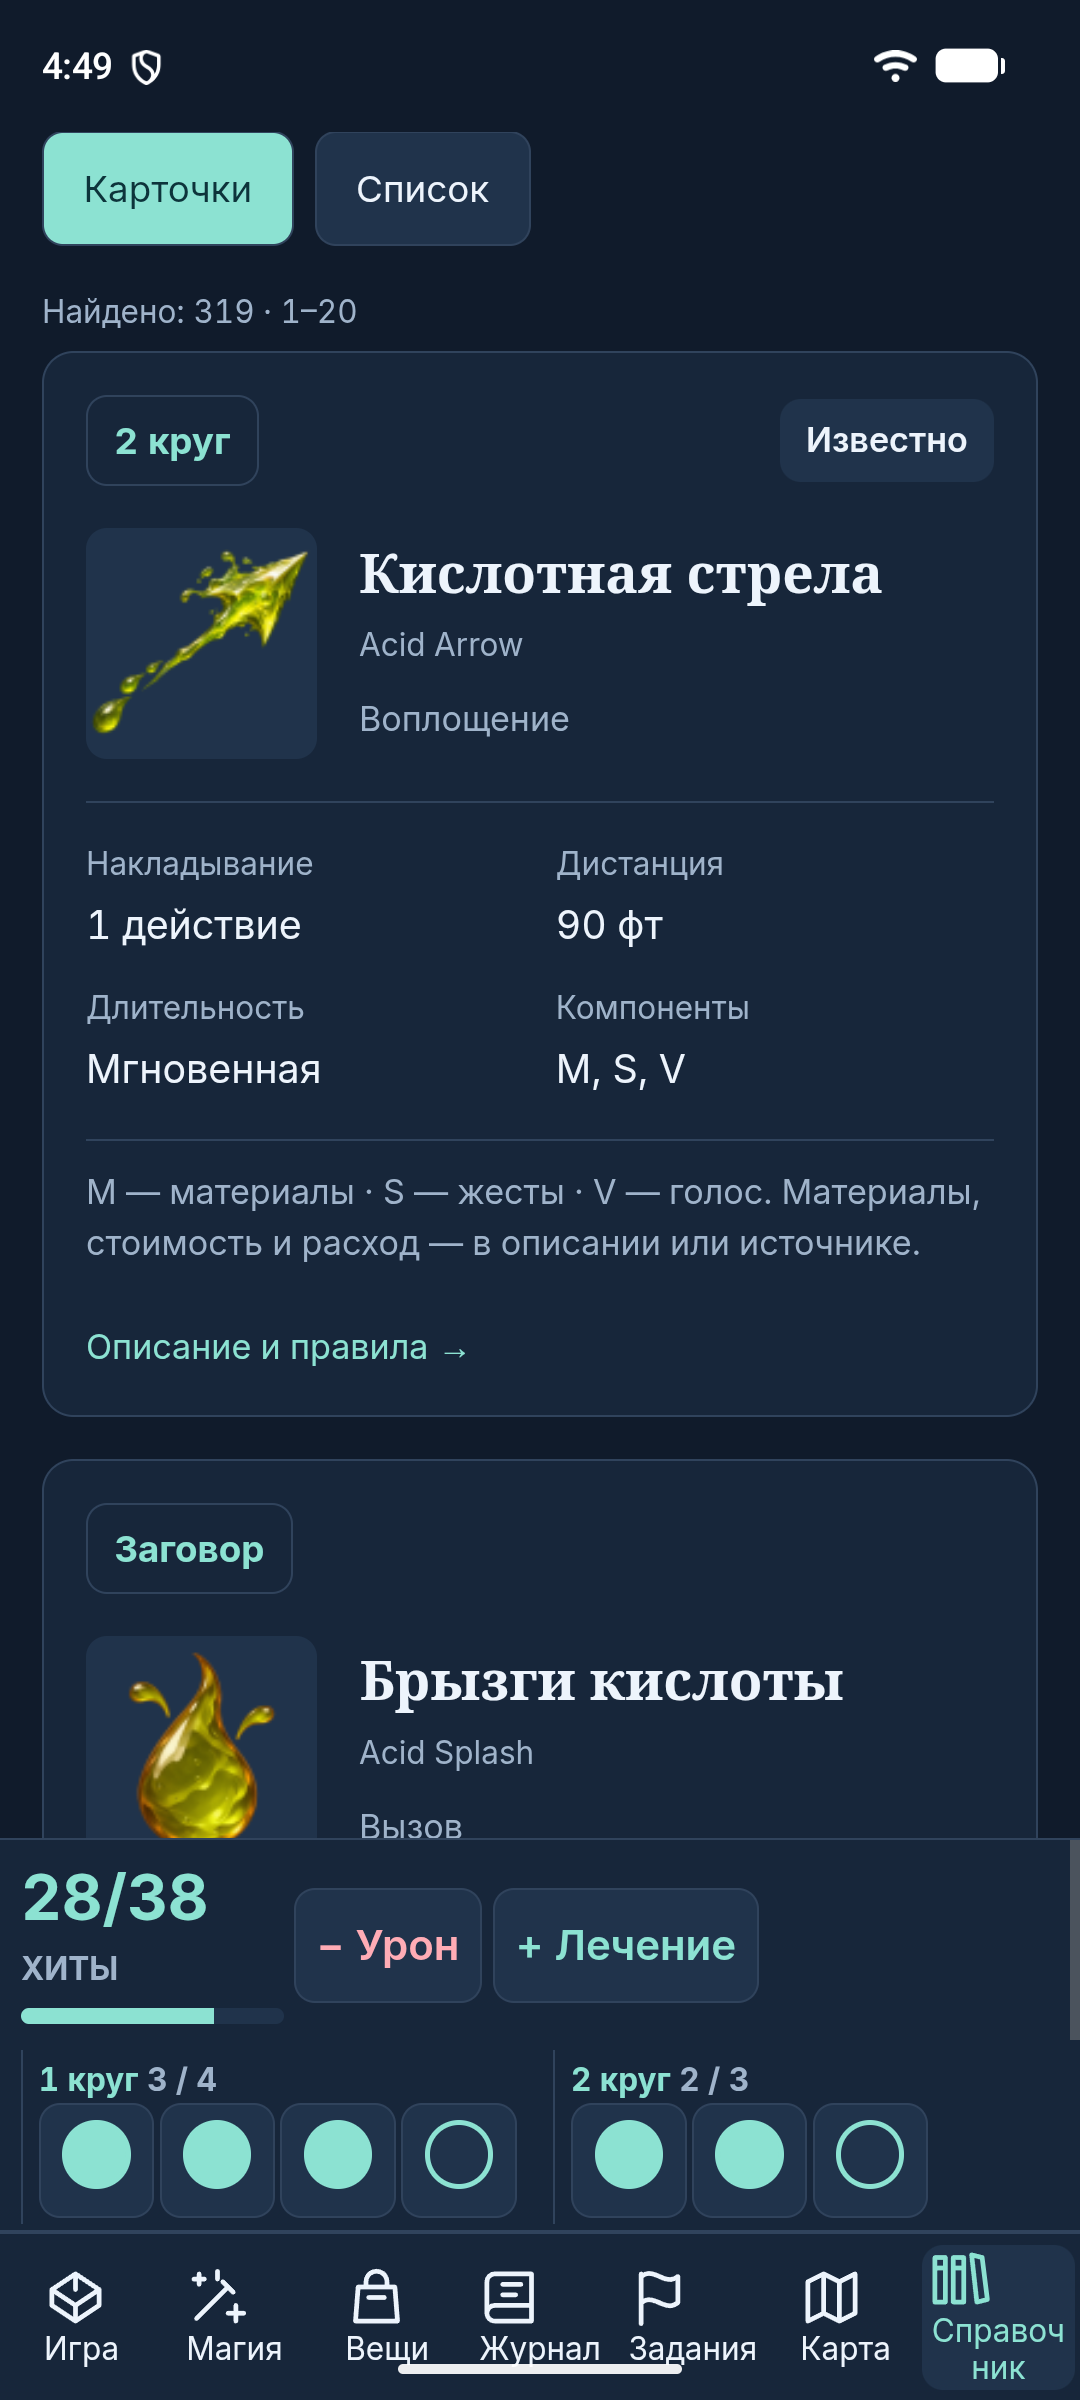 4:49
Карточки
Список
Найдено: 319 · 1–20
2 круг
Известно
Кислотная стрела
Acid Arrow
Воплощение
Накладывание
Дистанция
1 действие
90 фт
Длительность
Компоненты
Мгновенная
M, S, V
M — материалы · S — жесты · V — голос. Материалы,
стоимость и расход — в описании или источнике.
Описание и правила →
Заговор
Брызги кислоты
Acid Splash
Вызов
28/38
ХИТЫ
− Урон
+ Лечение
1 круг 3 / 4
2 круг 2 / 3
Игра
Магия
Вещи
Журнал
Задания
Карта
Справоч
ник